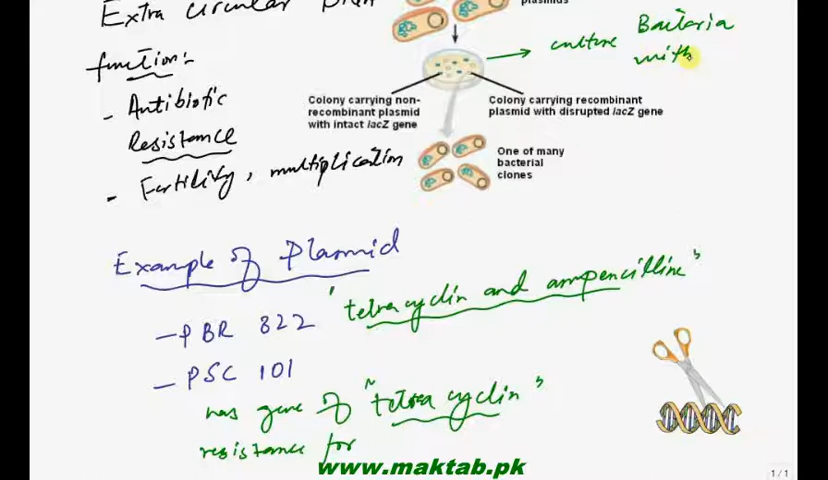 Extra circular DNA
function:-
- Antibiotic
Resistance
- Fertility, multiplication
plasmids
culture Bacteria
with
Colony carrying non-
recombinant plasmid
with intact lacZ gene
Colony carrying recombinant
plasmid with disrupted lacZ gene
One of many
bacterial
clones
Example of Plasmid
- PBR 822 "tetracyclin and ampencilline"
- PSC 101
has gene of "tetracyclin"
resistance for
www.maktab.pk
1/1